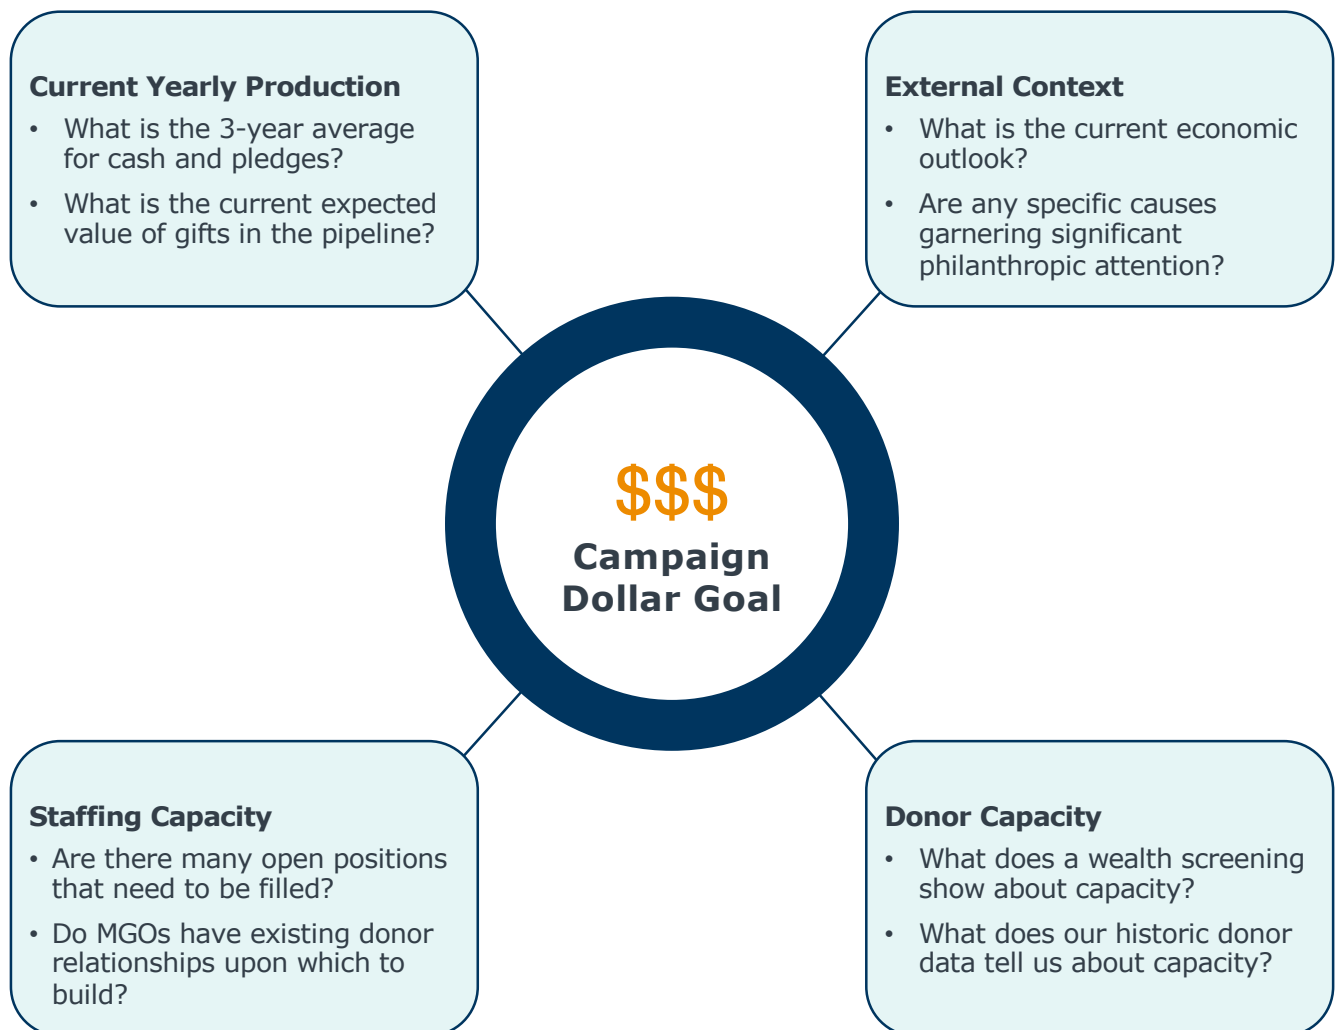 Current Yearly Production
• What is the 3-year average
for cash and pledges?
• What is the current expected
value of gifts in the pipeline?
External Context
• What is the current economic
outlook?
• Are any specific causes
garnering significant
philanthropic attention?
$$$
Campaign
Dollar Goal
Staffing Capacity
• Are there many open positions
that need to be filled?
• Do MGOs have existing donor
relationships upon which to
build?
Donor Capacity
• What does a wealth screening
show about capacity?
• What does our historic donor
data tell us about capacity?